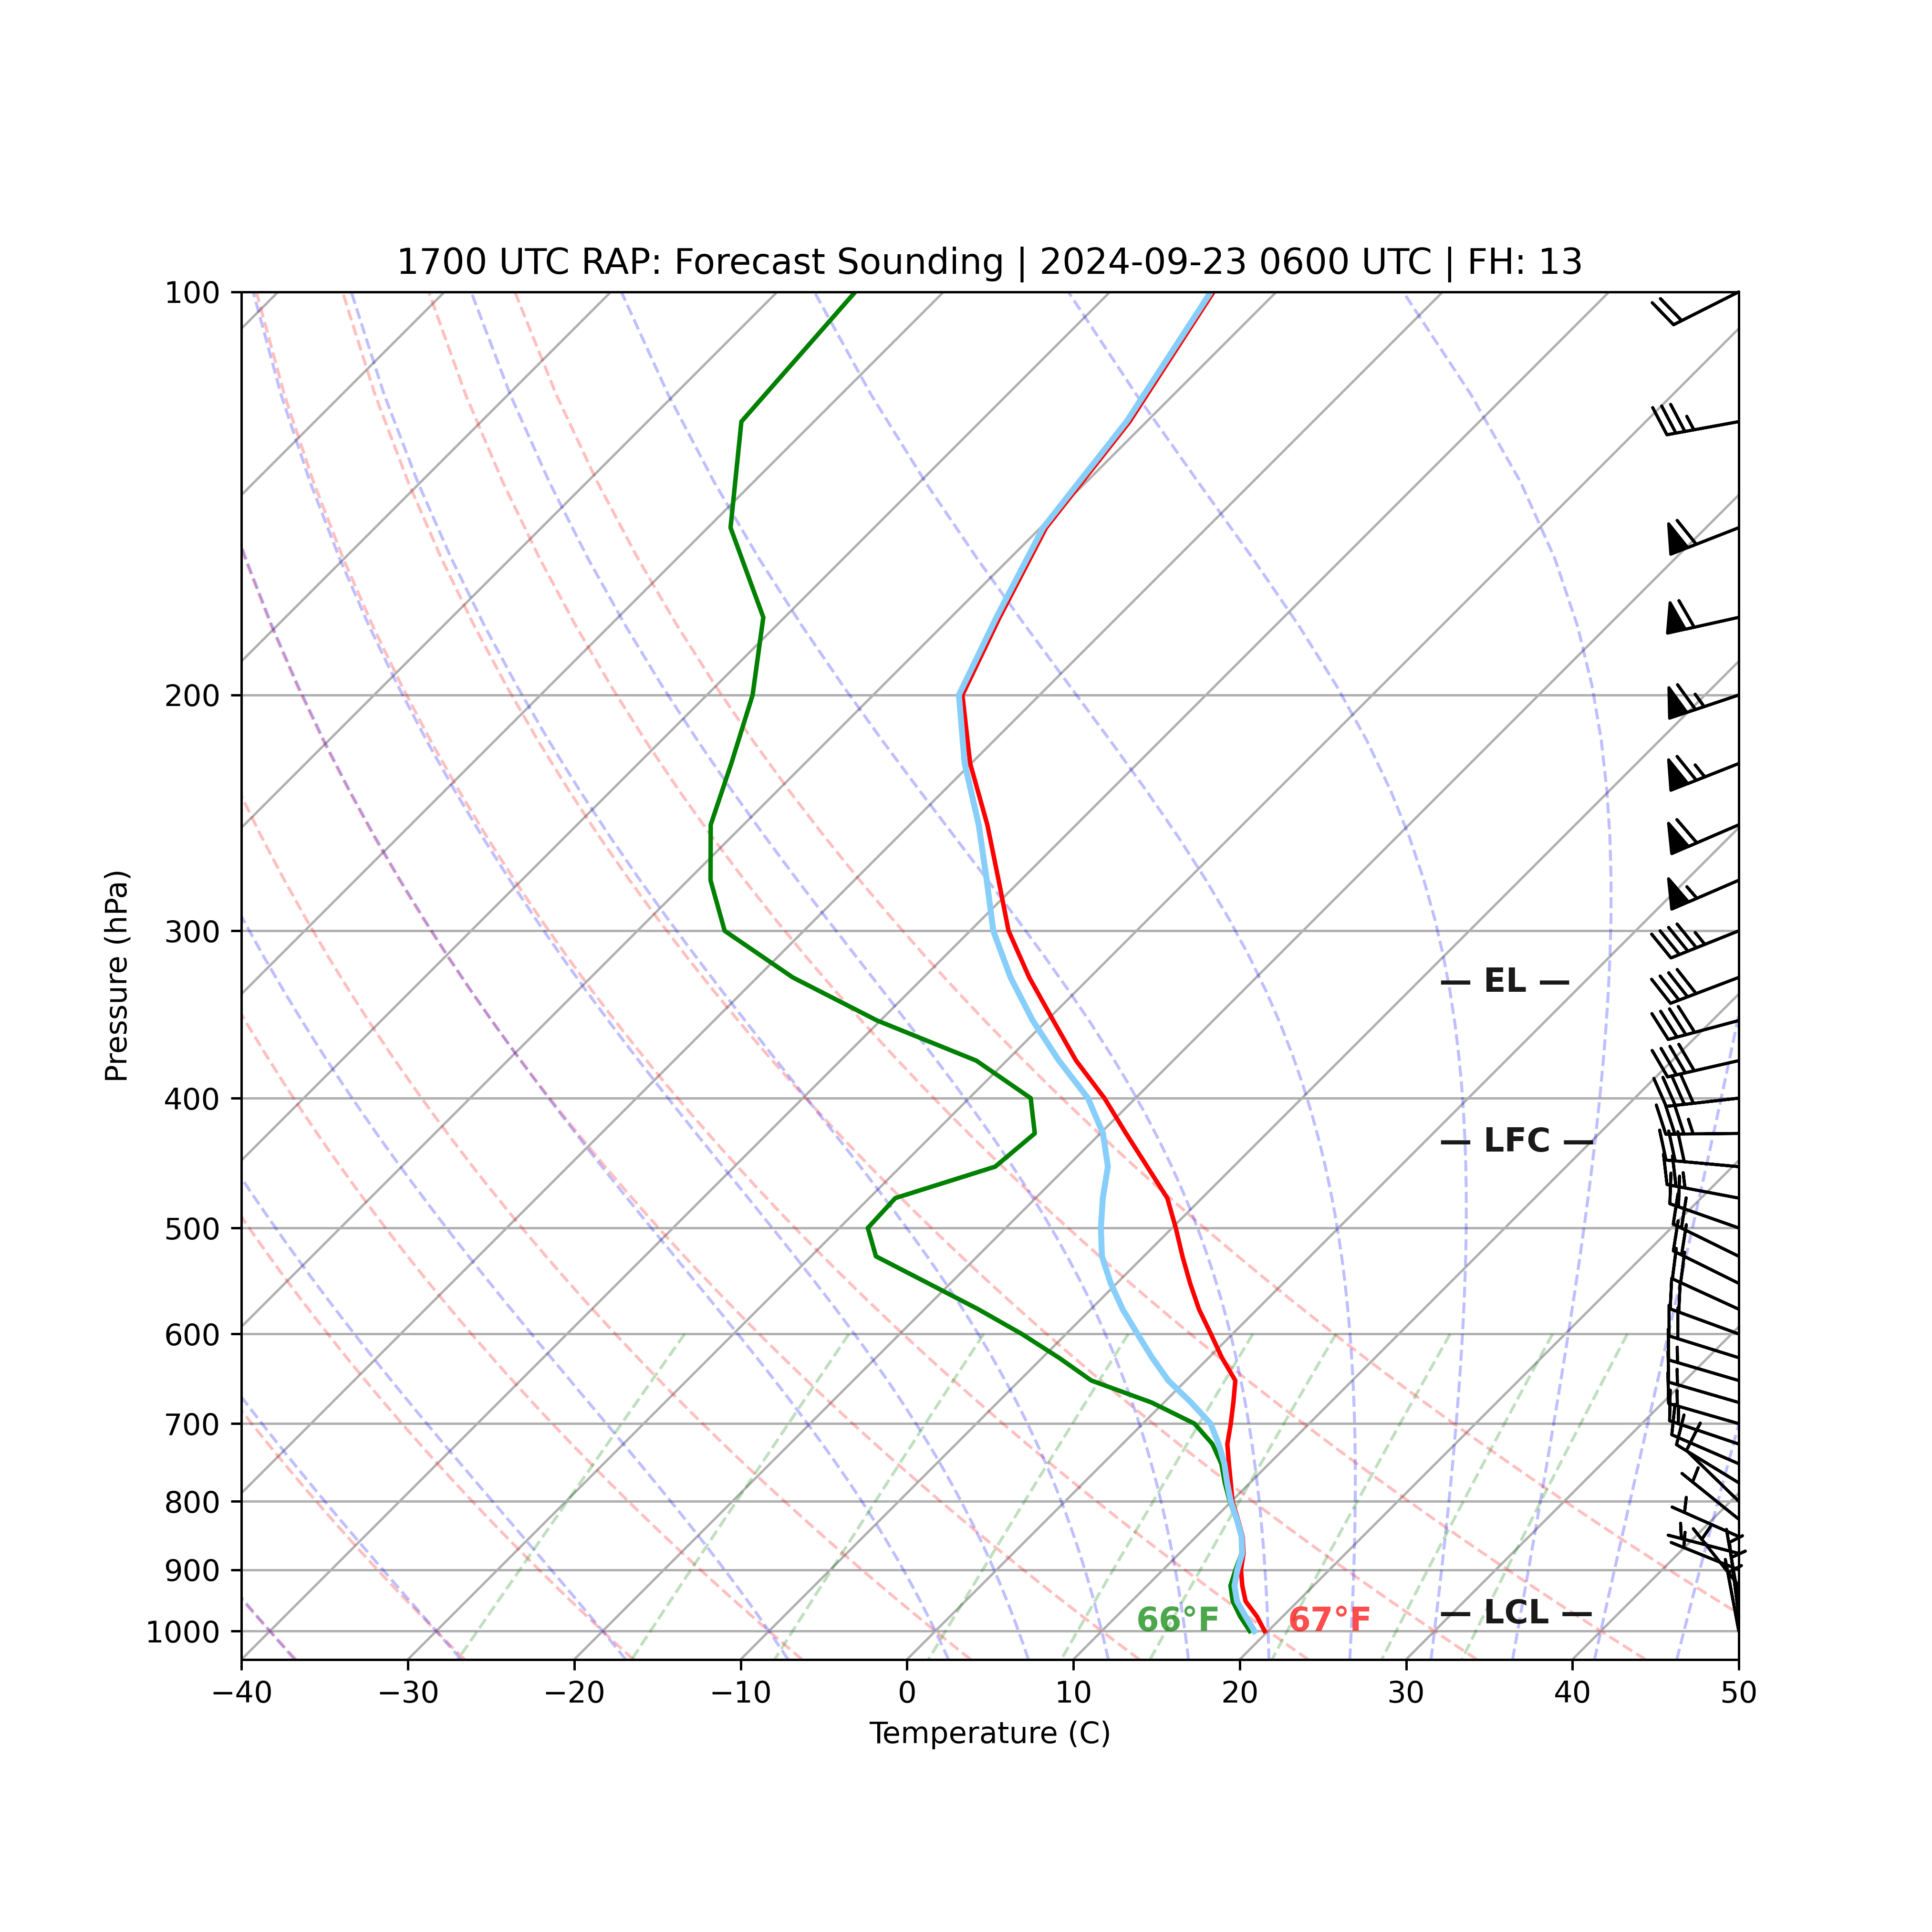 1700 UTC RAP: Forecast Sounding | 2024-09-23 0600 UTC | FH: 13
100
200
300
400
500
600
700
800
900
1000
Pressure (hPa)
— EL —
— LFC —
— LCL —
66°F 67°F
−40 −30 −20 −10 0 10 20 30 40 50
Temperature (C)